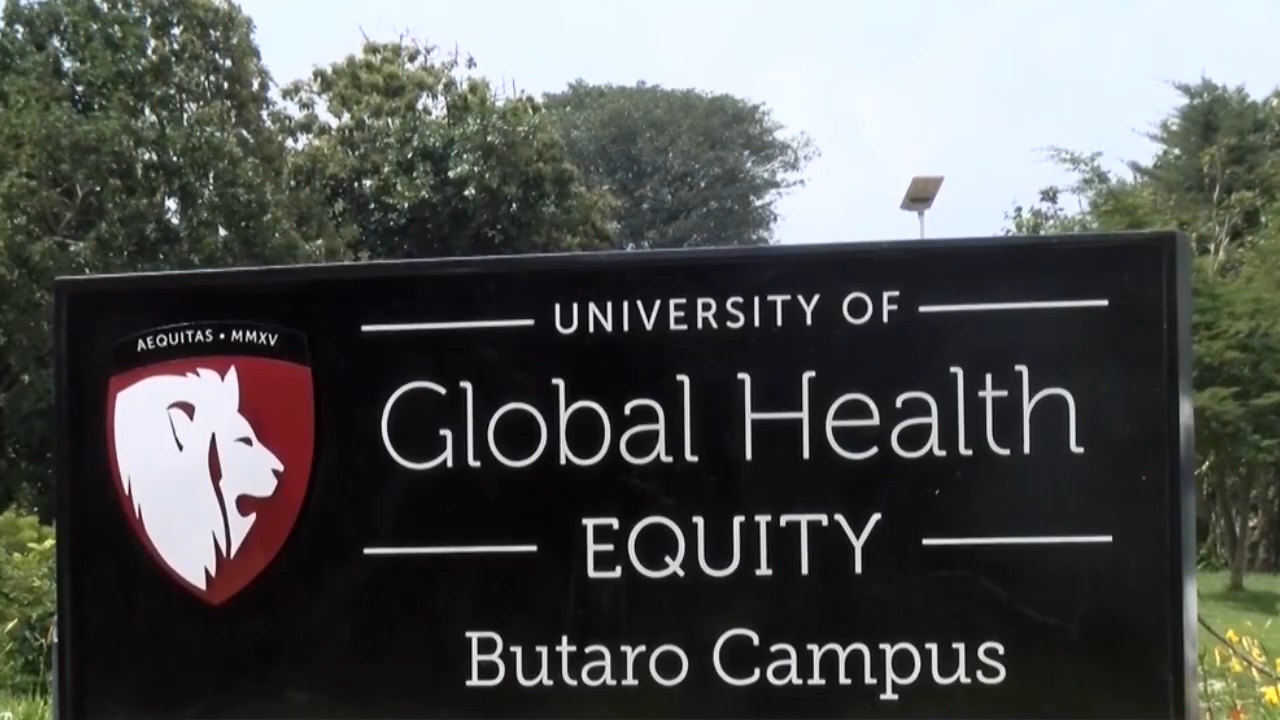 AEQUITAS • MMXV
UNIVERSITY OF
Global Health
EQUITY
Butaro Campus